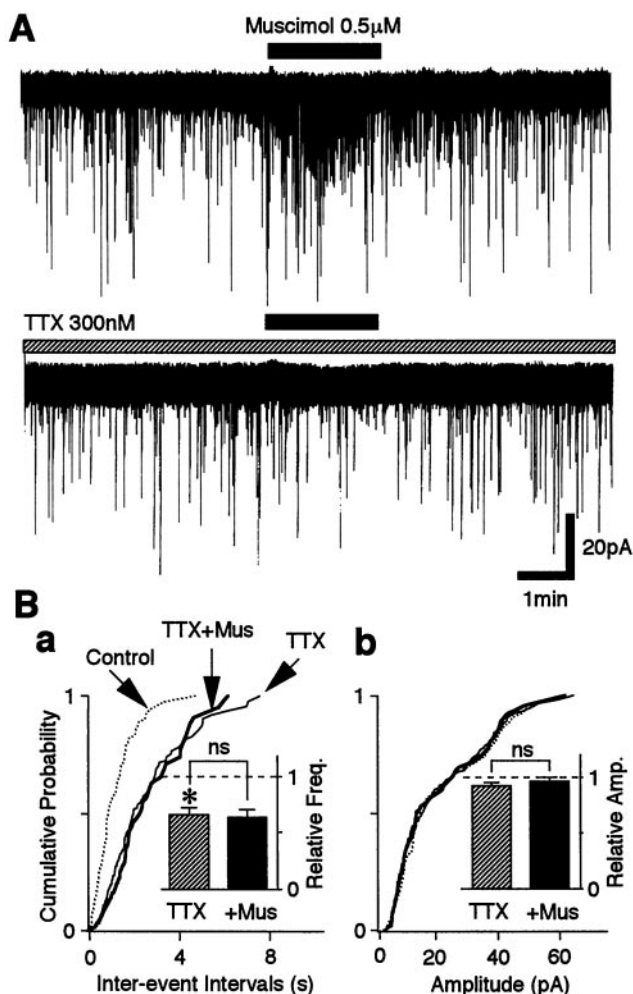 A
Muscimol 0.5μM
TTX 300nM
20pA
1min
B
a
TTX+Mus
TTX
Control
b
Cumulative Probability
1
0
ns
*
1
0
Relative Freq.
TTX
+Mus
0
4
8
Inter-event Intervals (s)
1
0
ns
1
0
Relative Amp.
TTX
+Mus
0
20
40
60
Amplitude (pA)